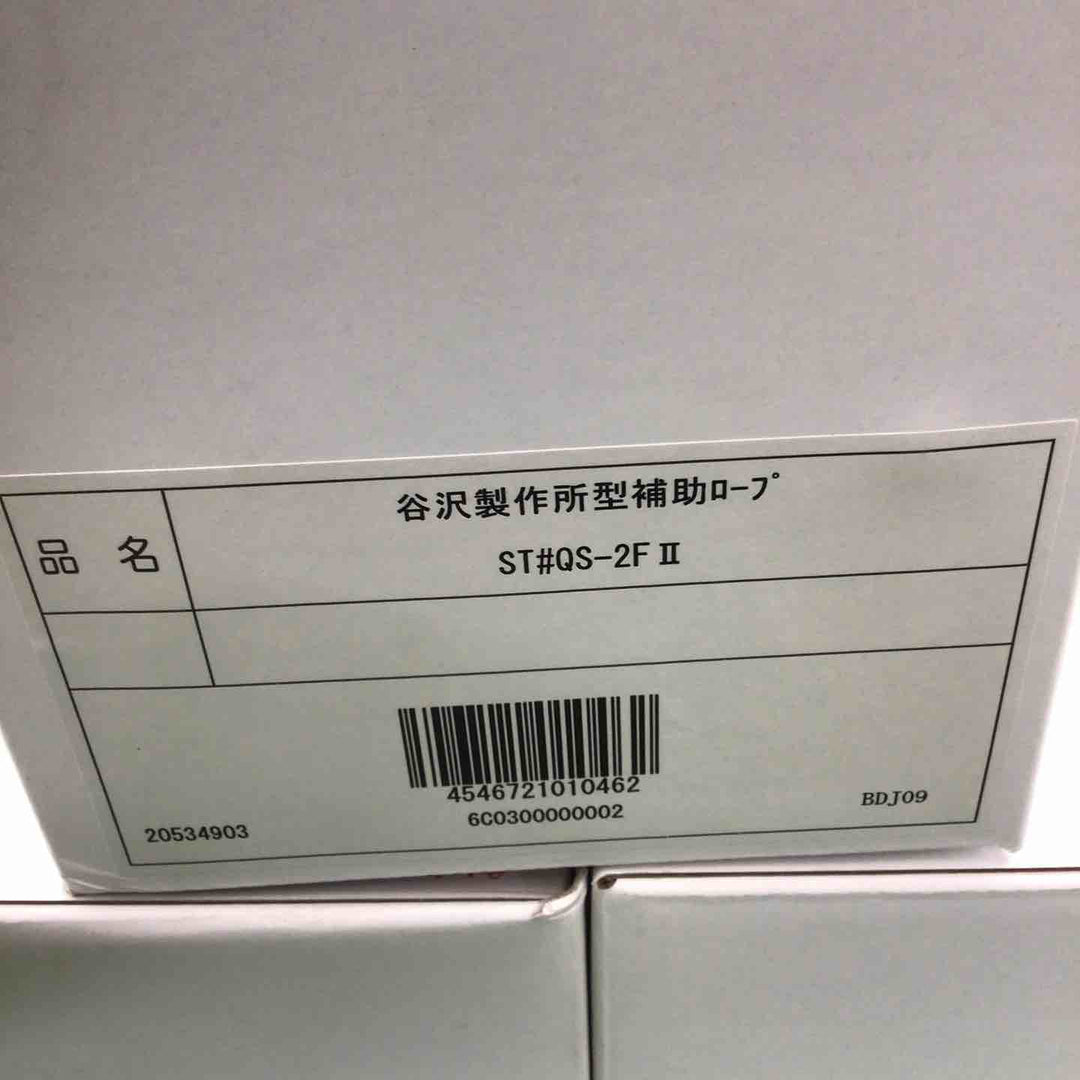 品 名
谷沢製作所型補助ﾛｰﾌﾟ
ST#QS-2FⅡ
4546721010462
6C0300000002
20534903
BDJ09